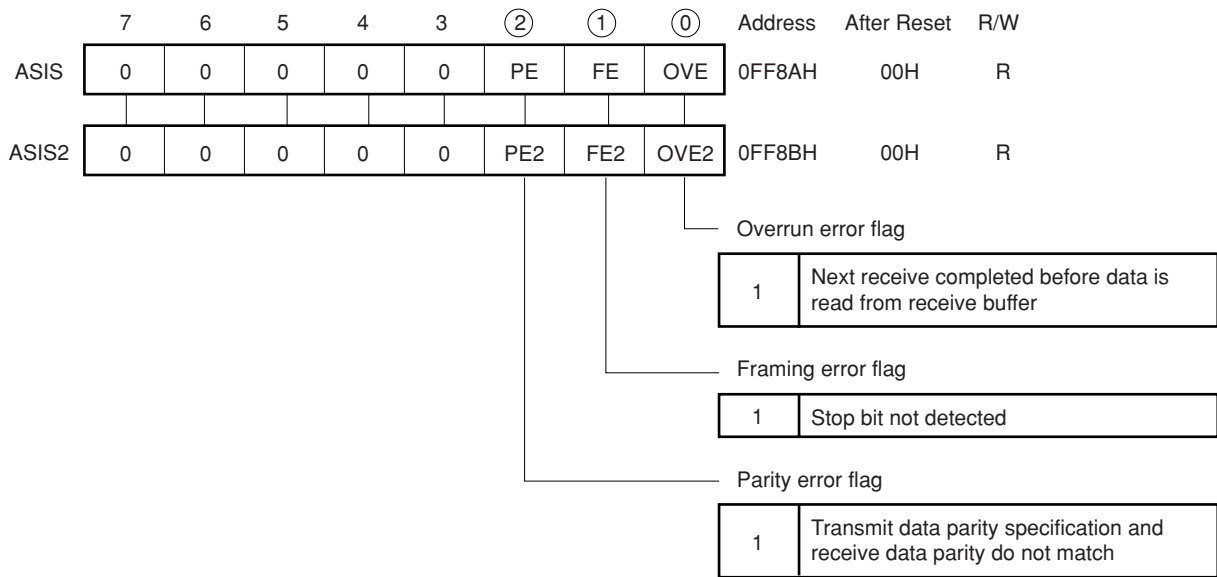 7 6 5 4 3 2 1 0 Address After Reset R/W
ASIS 0 0 0 0 0 PE FE OVE 0FF8AH 00H R
ASIS2 0 0 0 0 0 PE2 FE2 OVE2 0FF8BH 00H R
Overrun error flag
1 Next receive completed before data is
read from receive buffer
Framing error flag
1 Stop bit not detected
Parity error flag
1 Transmit data parity specification and
receive data parity do not match